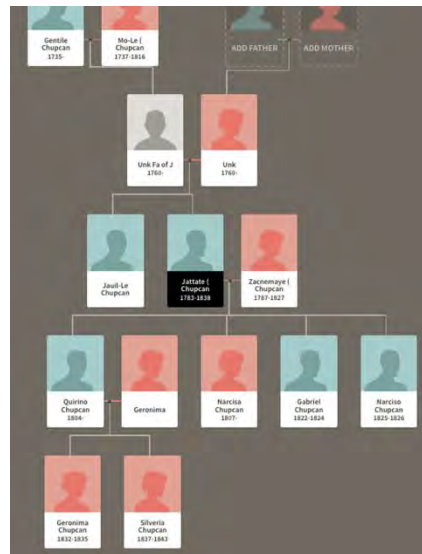 Gentile
Chupcan
1735-
Mo-Le (
Chupcan
1737-1816
ADD FATHER
ADD MOTHER
Unk Fa of J
1760-
Unk
1760-
Jauil-Le
Chupcan
Jattate (
Chupcan
1783-1838
Zacnemaye (
Chupcan
1787-1827
Quirino
Chupcan
1804-
Geronima
Narcisa
Chupcan
1807-
Gabriel
Chupcan
1822-1824
Narciso
Chupcan
1825-1826
Geronima
Chupcan
1832-1835
Silveria
Chupcan
1837-1863